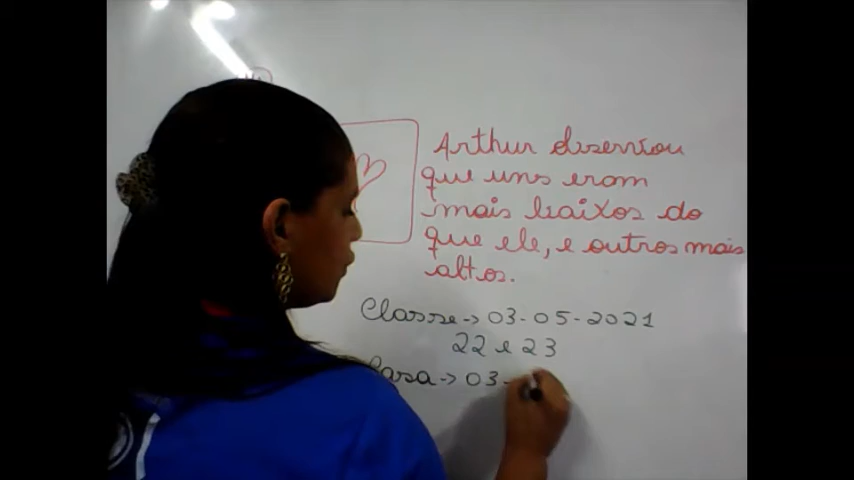 Arthur observou
que uns eram
mais baixos do
que ele, e outros mais
altos.
Classe → 03-05-2021
22 e 23
Casa → 03-